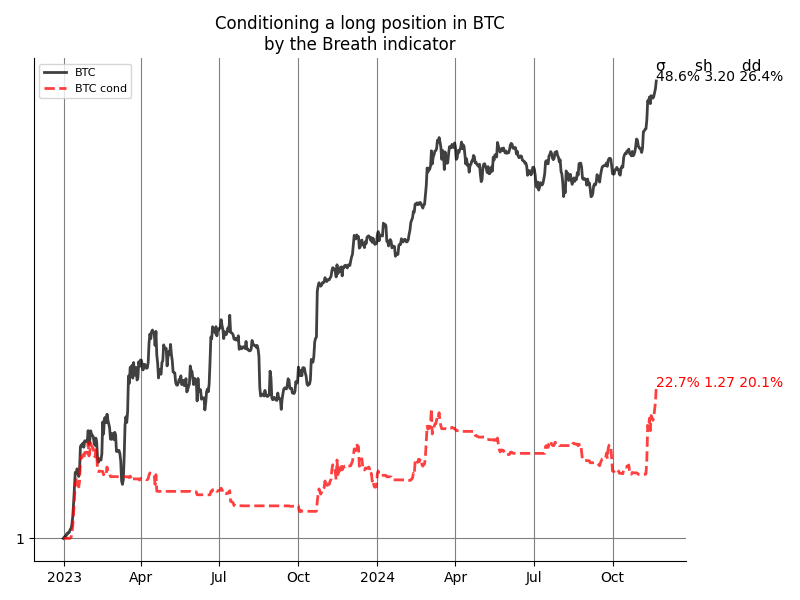 Conditioning a long position in BTC
by the Breath indicator
σ sh dd
48.6% 3.20 26.4%
BTC
BTC cond
22.7% 1.27 20.1%
1
2023 Apr Jul Oct 2024 Apr Jul Oct